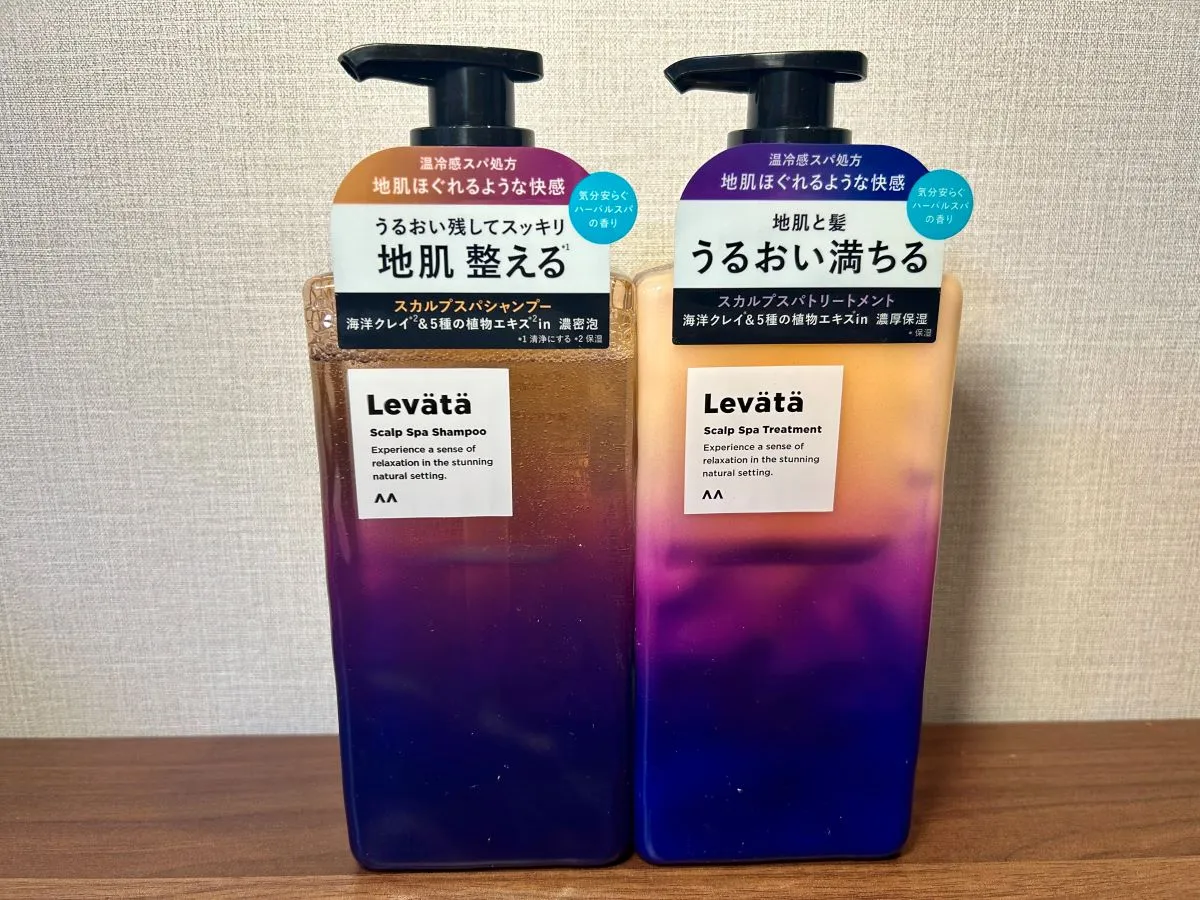 温冷感スパ処方
地肌ほぐれるような快感
気分安らぐ
ハーバルスパ
の香り
うるおい残してスッキリ
地肌 整える*1
スカルプスパシャンプー
海洋クレイ*2&5種の植物エキス*2in 濃密泡
*1 清浄にする *2 保湿
Levätä
Scalp Spa Shampoo
Experience a sense of
relaxation in the stunning
natural setting.
温冷感スパ処方
地肌ほぐれるような快感
気分安らぐ
ハーバルスパ
の香り
地肌と髪
うるおい満ちる
スカルプスパトリートメント
海洋クレイ*&5種の植物エキス*in 濃厚保湿
* 保湿
Levätä
Scalp Spa Treatment
Experience a sense of
relaxation in the stunning
natural setting.